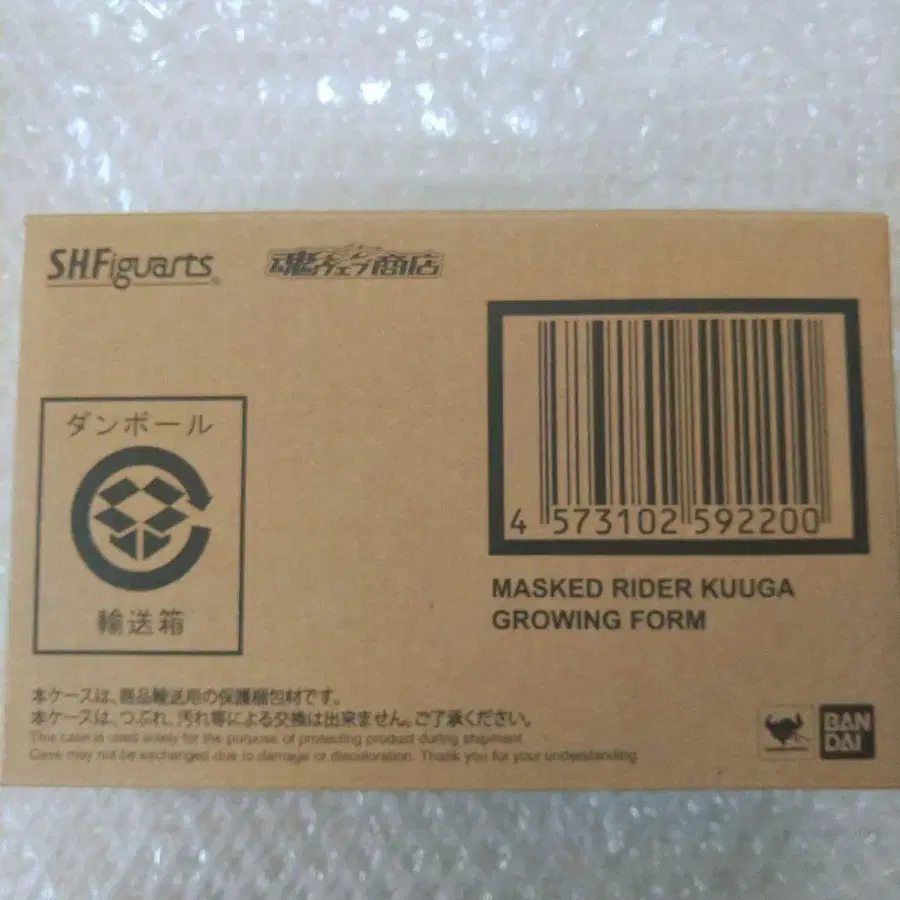 S.H.Figuarts
魂ウェブ商店
ダンボール
輸送箱
4 573102 592200
MASKED RIDER KUUGA
GROWING FORM
本ケースは、商品輸送用の保護梱包材です。
本ケースは、つぶれ、汚れ等による交換は出来ません。ご了承ください。
This case is used solely for the purpose of protecting product during shipment.
Case may not be exchanged due to damage or discoloration. Thank you for your understanding.
BAN
DAI